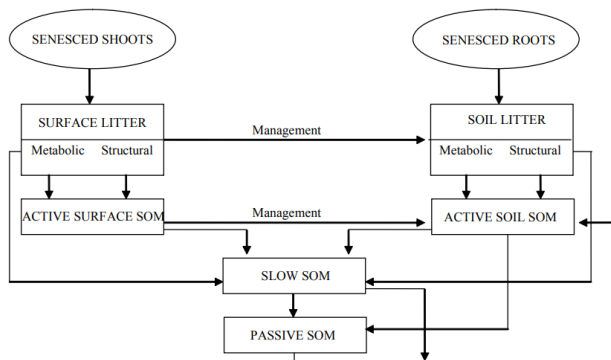 SENESCED SHOOTS
SENESCED ROOTS
SURFACE LITTER
Metabolic Structural
Management
SOIL LITTER
Metabolic Structural
ACTIVE SURFACE SOM
Management
ACTIVE SOIL SOM
SLOW SOM
PASSIVE SOM